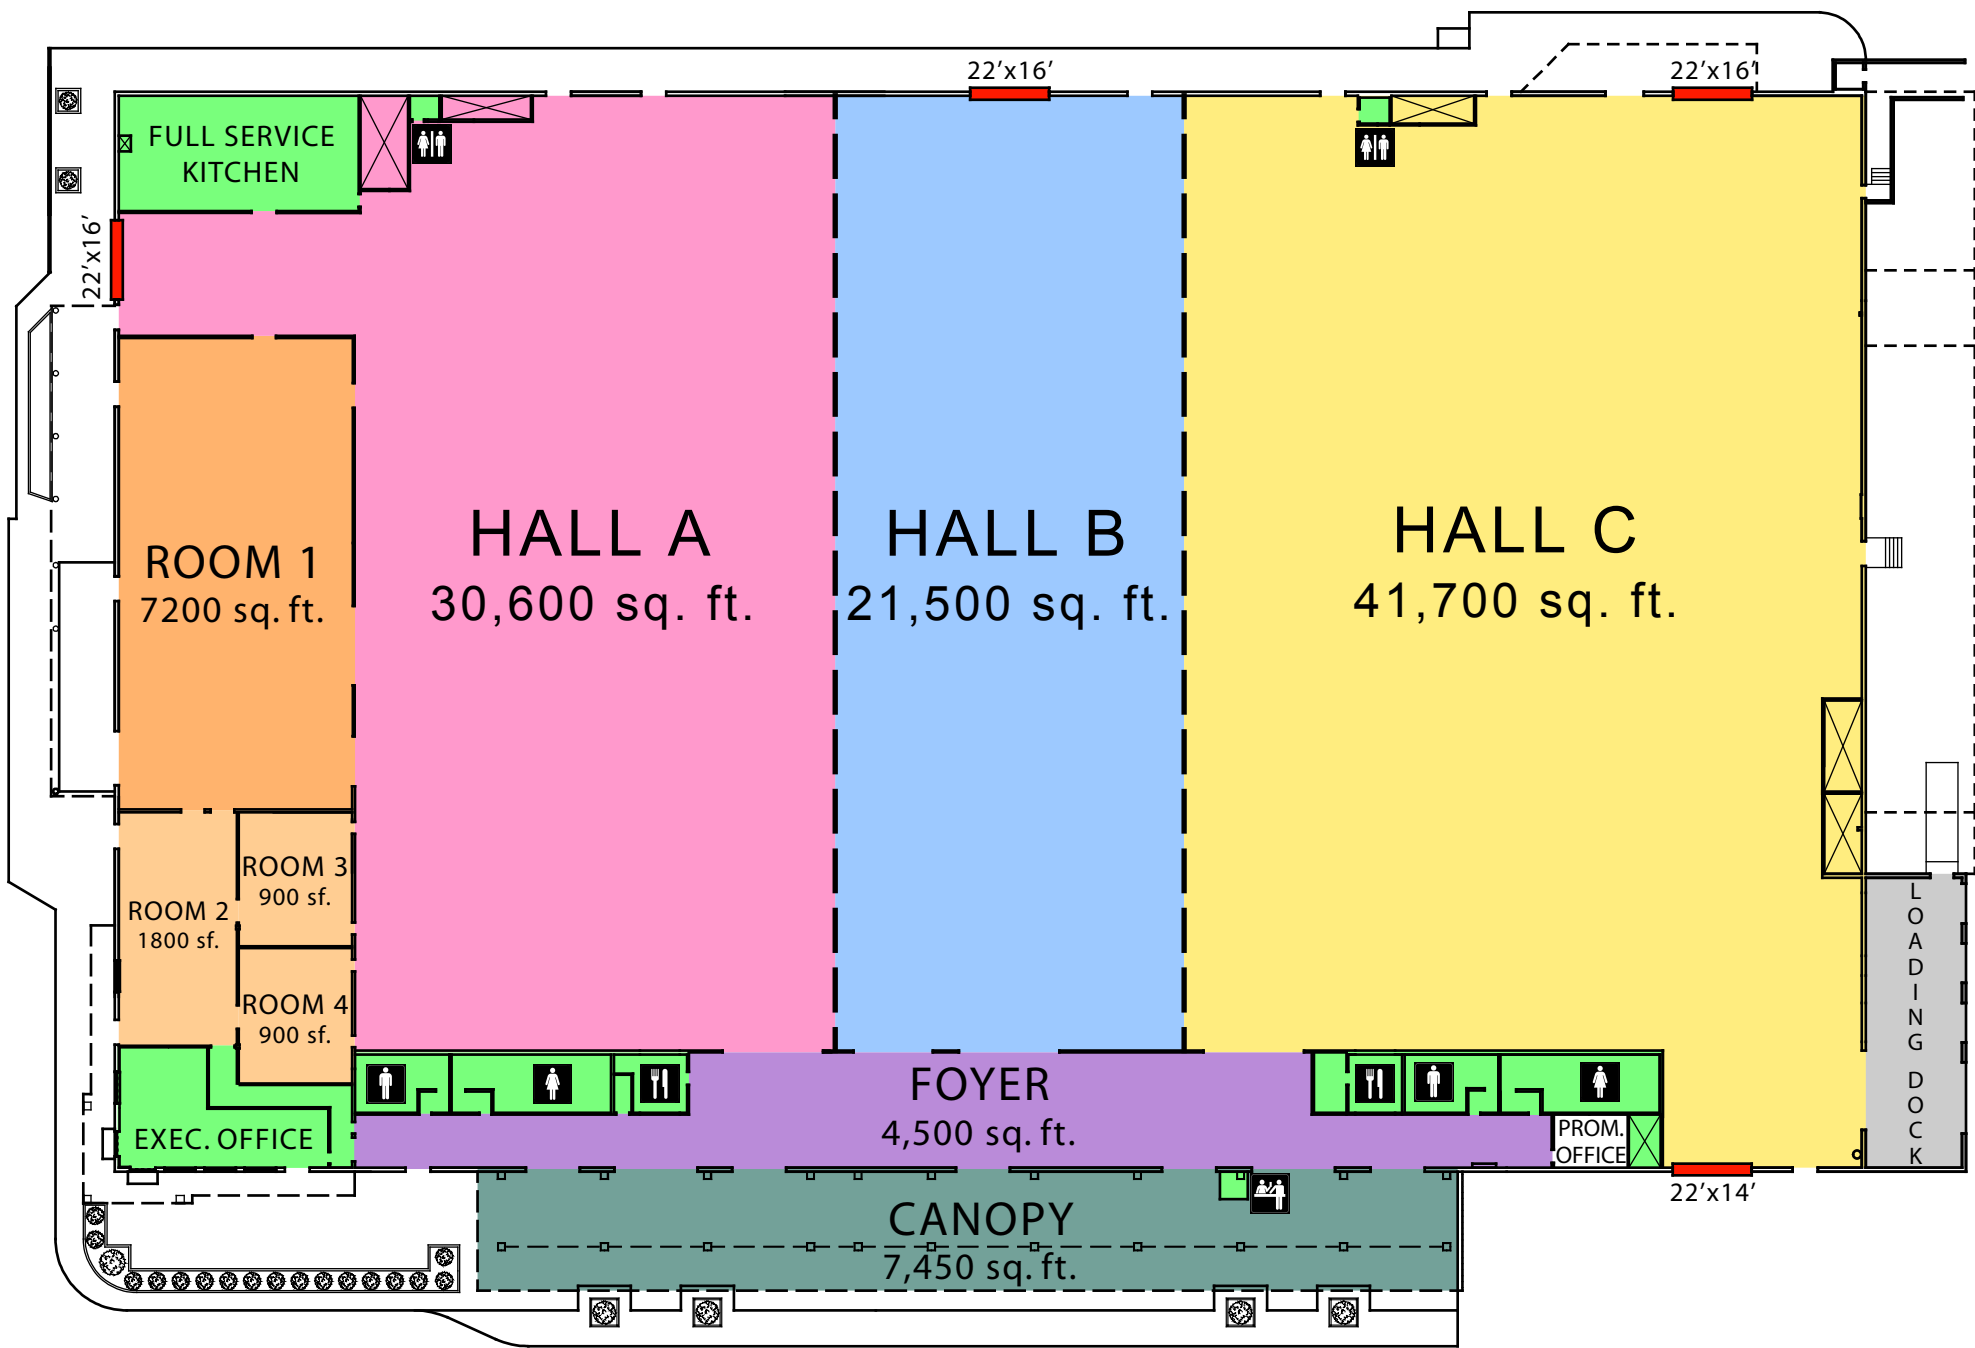 22’x16’
22’x16’
FULL SERVICE
KITCHEN
22’x16’
HALL A
30,600 sq. ft.
HALL B
21,500 sq. ft.
HALL C
41,700 sq. ft.
ROOM 1
7200 sq. ft.
ROOM 3
900 sf.
ROOM 2
1800 sf.
ROOM 4
900 sf.
LOADING DOCK
EXEC. OFFICE
FOYER
4,500 sq. ft.
PROM.
OFFICE
22’x14’
CANOPY
7,450 sq. ft.